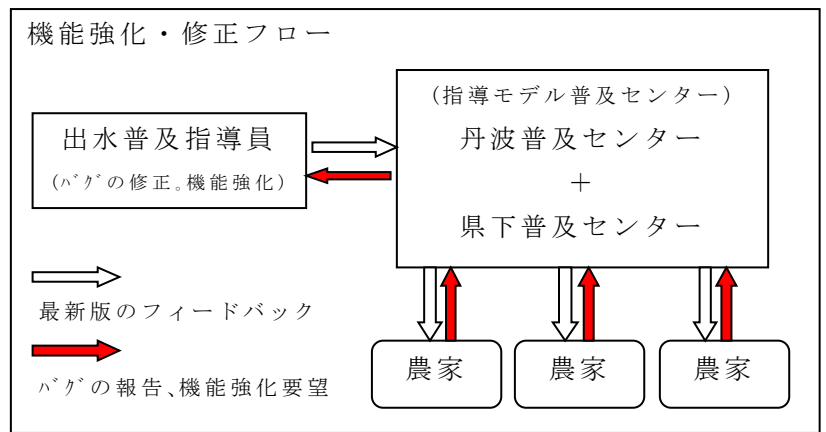 機能強化・修正フロー
(指導モデル普及センター)
丹波普及センター
+
県下普及センター
出水普及指導員
(ﾊﾞｸﾞの修正。機能強化)
最新版のフィードバック
ﾊﾞｸﾞの報告、機能強化要望
農家
農家
農家